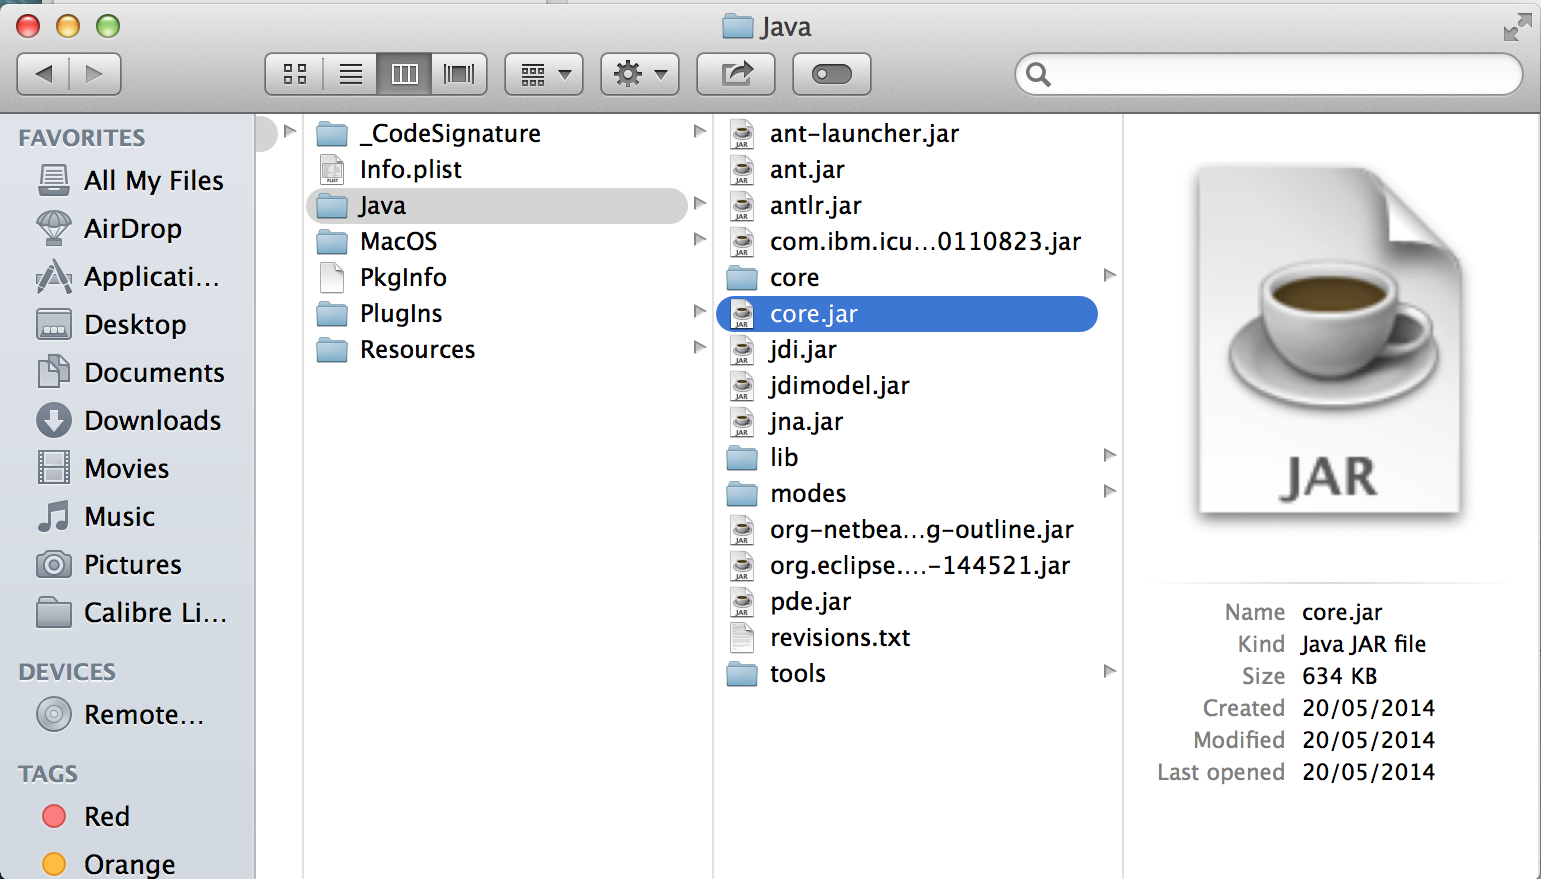 Java
FAVORITES
All My Files
AirDrop
Applicati...
Desktop
Documents
Downloads
Movies
Music
Pictures
Calibre Li...
DEVICES
Remote...
TAGS
Red
Orange
_CodeSignature
Info.plist
Java
MacOS
PkgInfo
PlugIns
Resources
ant-launcher.jar
ant.jar
antlr.jar
com.ibm.icu...0110823.jar
core
core.jar
jdi.jar
jdimodel.jar
jna.jar
lib
modes
org-netbea...g-outline.jar
org.eclipse....-144521.jar
pde.jar
revisions.txt
tools
JAR
Name core.jar
Kind Java JAR file
Size 634 KB
Created 20/05/2014
Modified 20/05/2014
Last opened 20/05/2014